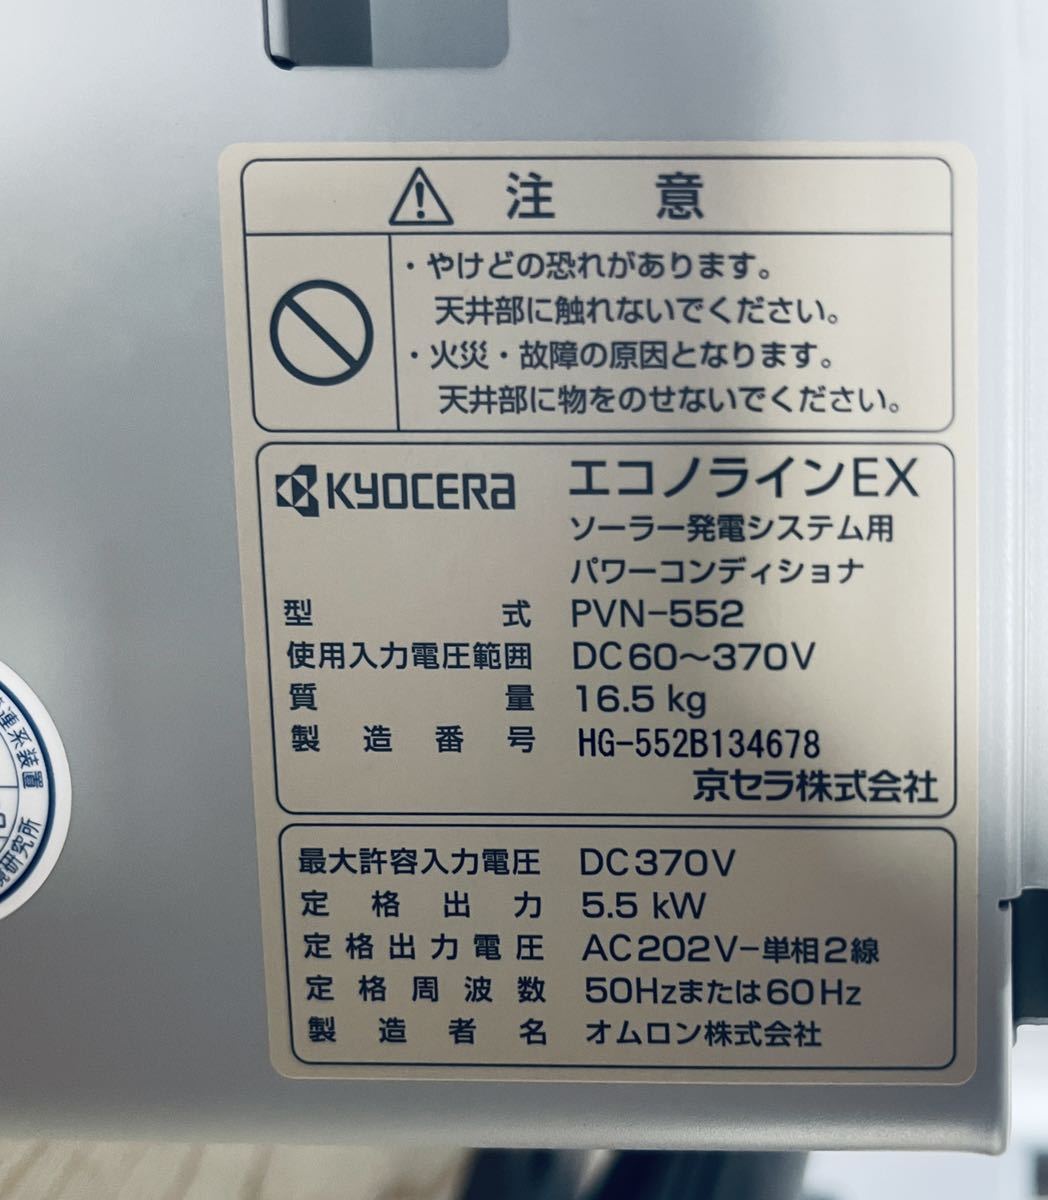 注 意
・やけどの恐れがあります。
天井部に触れないでください。
・火災・故障の原因となります。
天井部に物をのせないでください。
KYOCERA エコノラインEX
ソーラー発電システム用
パワーコンディショナ
型式 PVN-552
使用入力電圧範囲 DC60〜370V
質量 16.5 kg
製造番号 HG-552B134678
京セラ株式会社
最大許容入力電圧 DC370V
定格出力 5.5 kW
定格出力電圧 AC202V-単相2線
定格周波数 50Hzまたは60Hz
製造者名 オムロン株式会社
連系装置
研究所